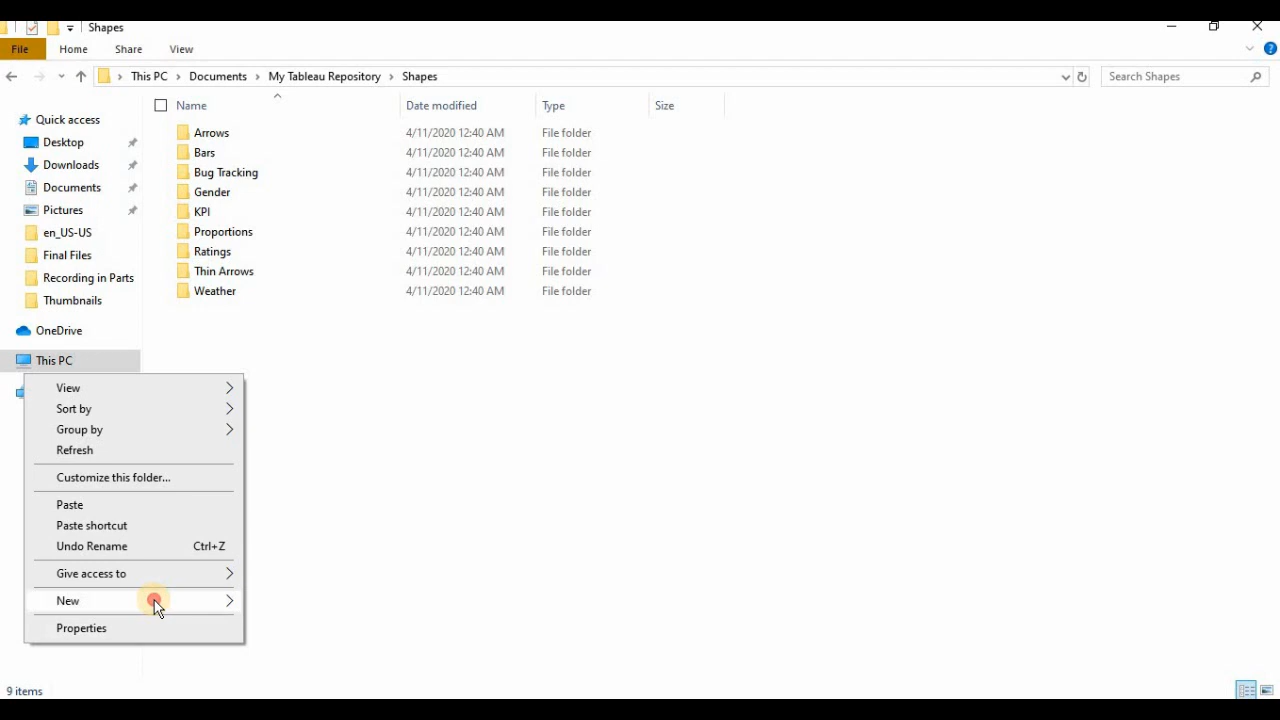 Shapes
File Home Share View
This PC Documents My Tableau Repository Shapes Search Shapes
Name Date modified Type Size
Quick access
Desktop
Downloads
Documents
Pictures
en_US-US
Final Files
Recording in Parts
Thumbnails
OneDrive
This PC
Arrows 4/11/2020 12:40 AM File folder
Bars 4/11/2020 12:40 AM File folder
Bug Tracking 4/11/2020 12:40 AM File folder
Gender 4/11/2020 12:40 AM File folder
KPI 4/11/2020 12:40 AM File folder
Proportions 4/11/2020 12:40 AM File folder
Ratings 4/11/2020 12:40 AM File folder
Thin Arrows 4/11/2020 12:40 AM File folder
Weather 4/11/2020 12:40 AM File folder
View
Sort by
Group by
Refresh
Customize this folder...
Paste
Paste shortcut
Undo Rename Ctrl+Z
Give access to
New
Properties
9 items